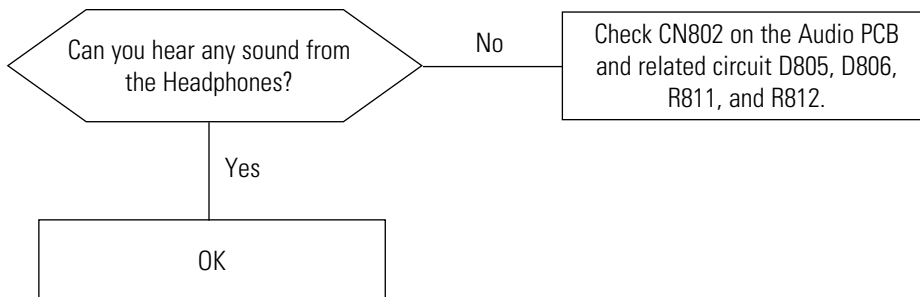 Can you hear any sound from
the Headphones?
No
Check CN802 on the Audio PCB
and related circuit D805, D806,
R811, and R812.
Yes
OK